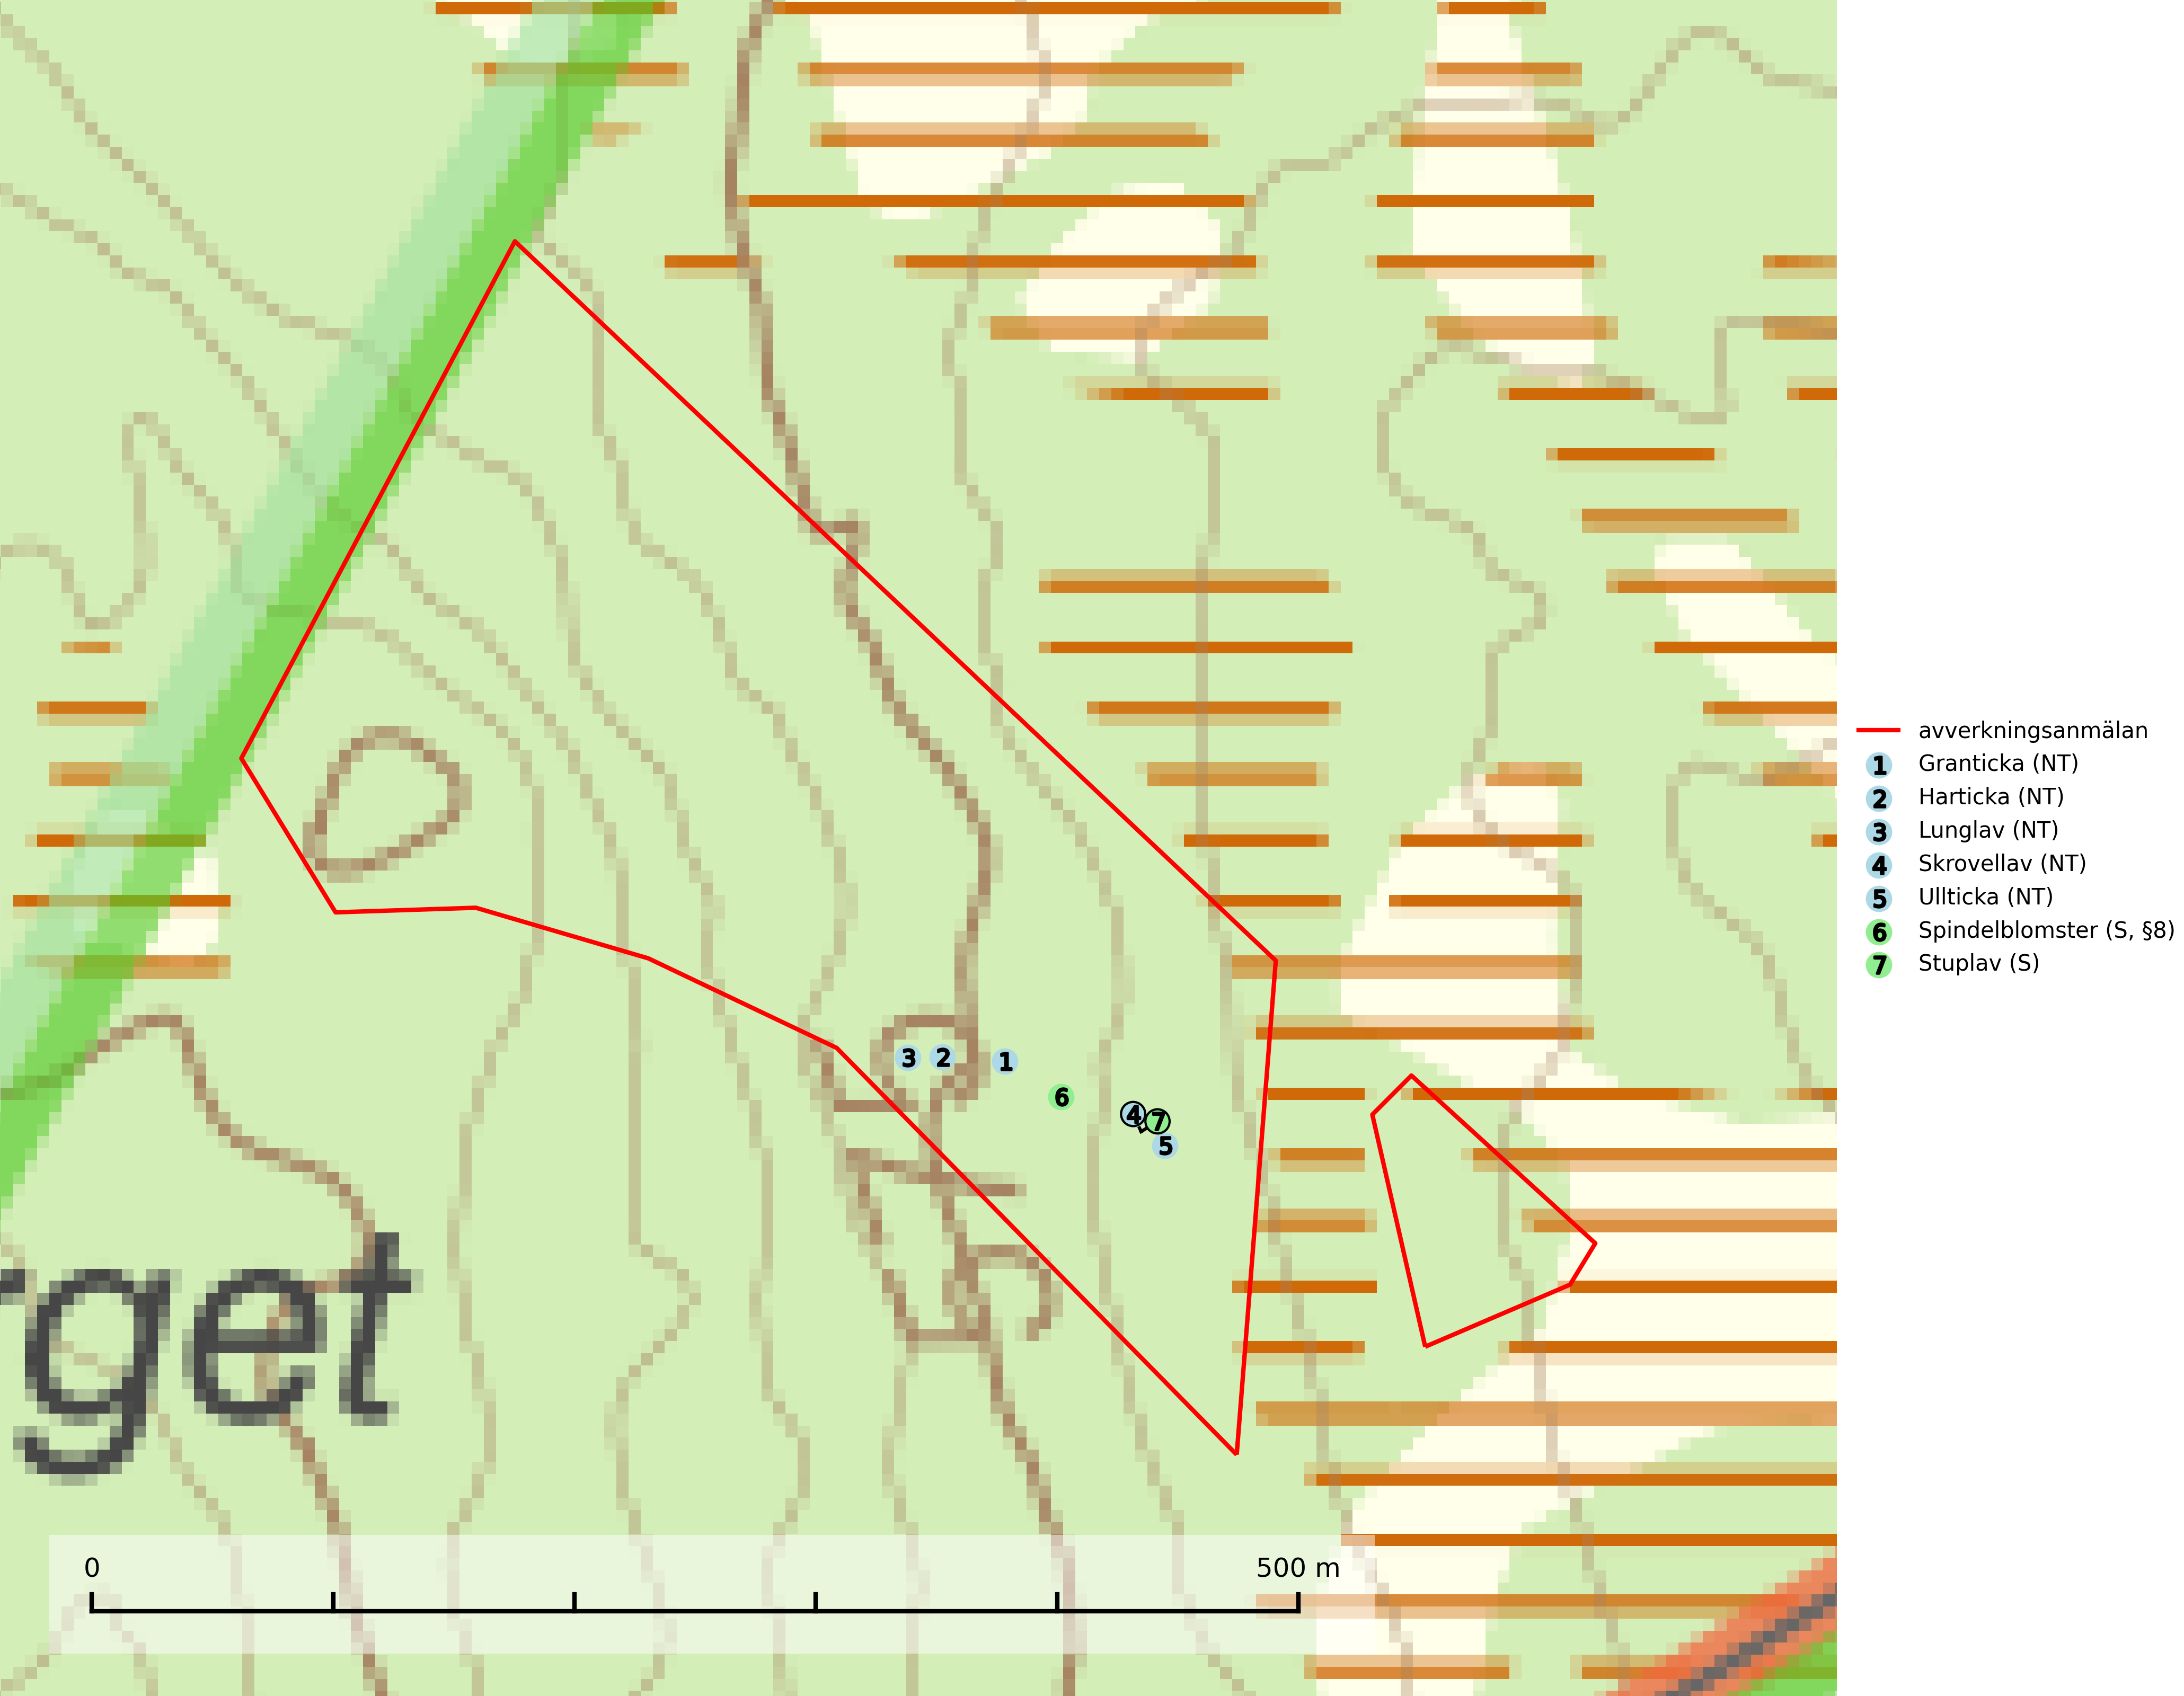 avverkningsanmälan
1 Granticka (NT)
2 Harticka (NT)
3 Lunglav (NT)
4 Skrovellav (NT)
5 Ullticka (NT)
6 Spindelblomster (S, §8)
7 Stuplav (S)
3 2 1
6
4 7
5
get
0 500 m